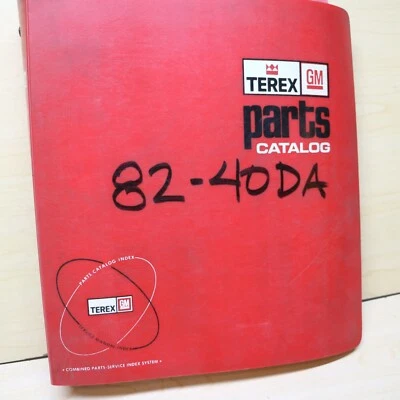 TEREX GM
parts
CATALOG
82-40DA
PARTS CATALOG INDEX
TEREX GM
• COMBINED PARTS-SERVICE INDEX SYSTEM •